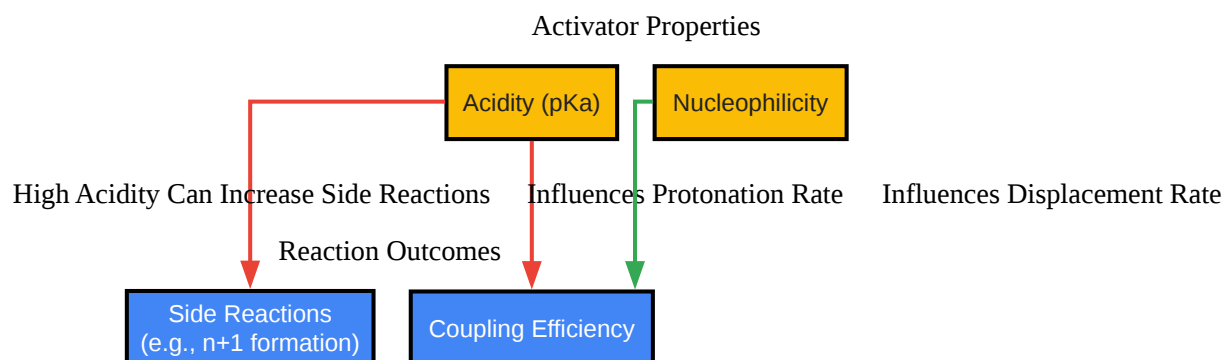 Activator Properties
Acidity (pKa)
Nucleophilicity
High Acidity Can Increase Side Reactions
Influences Protonation Rate
Influences Displacement Rate
Reaction Outcomes
Side Reactions
(e.g., n+1 formation)
Coupling Efficiency